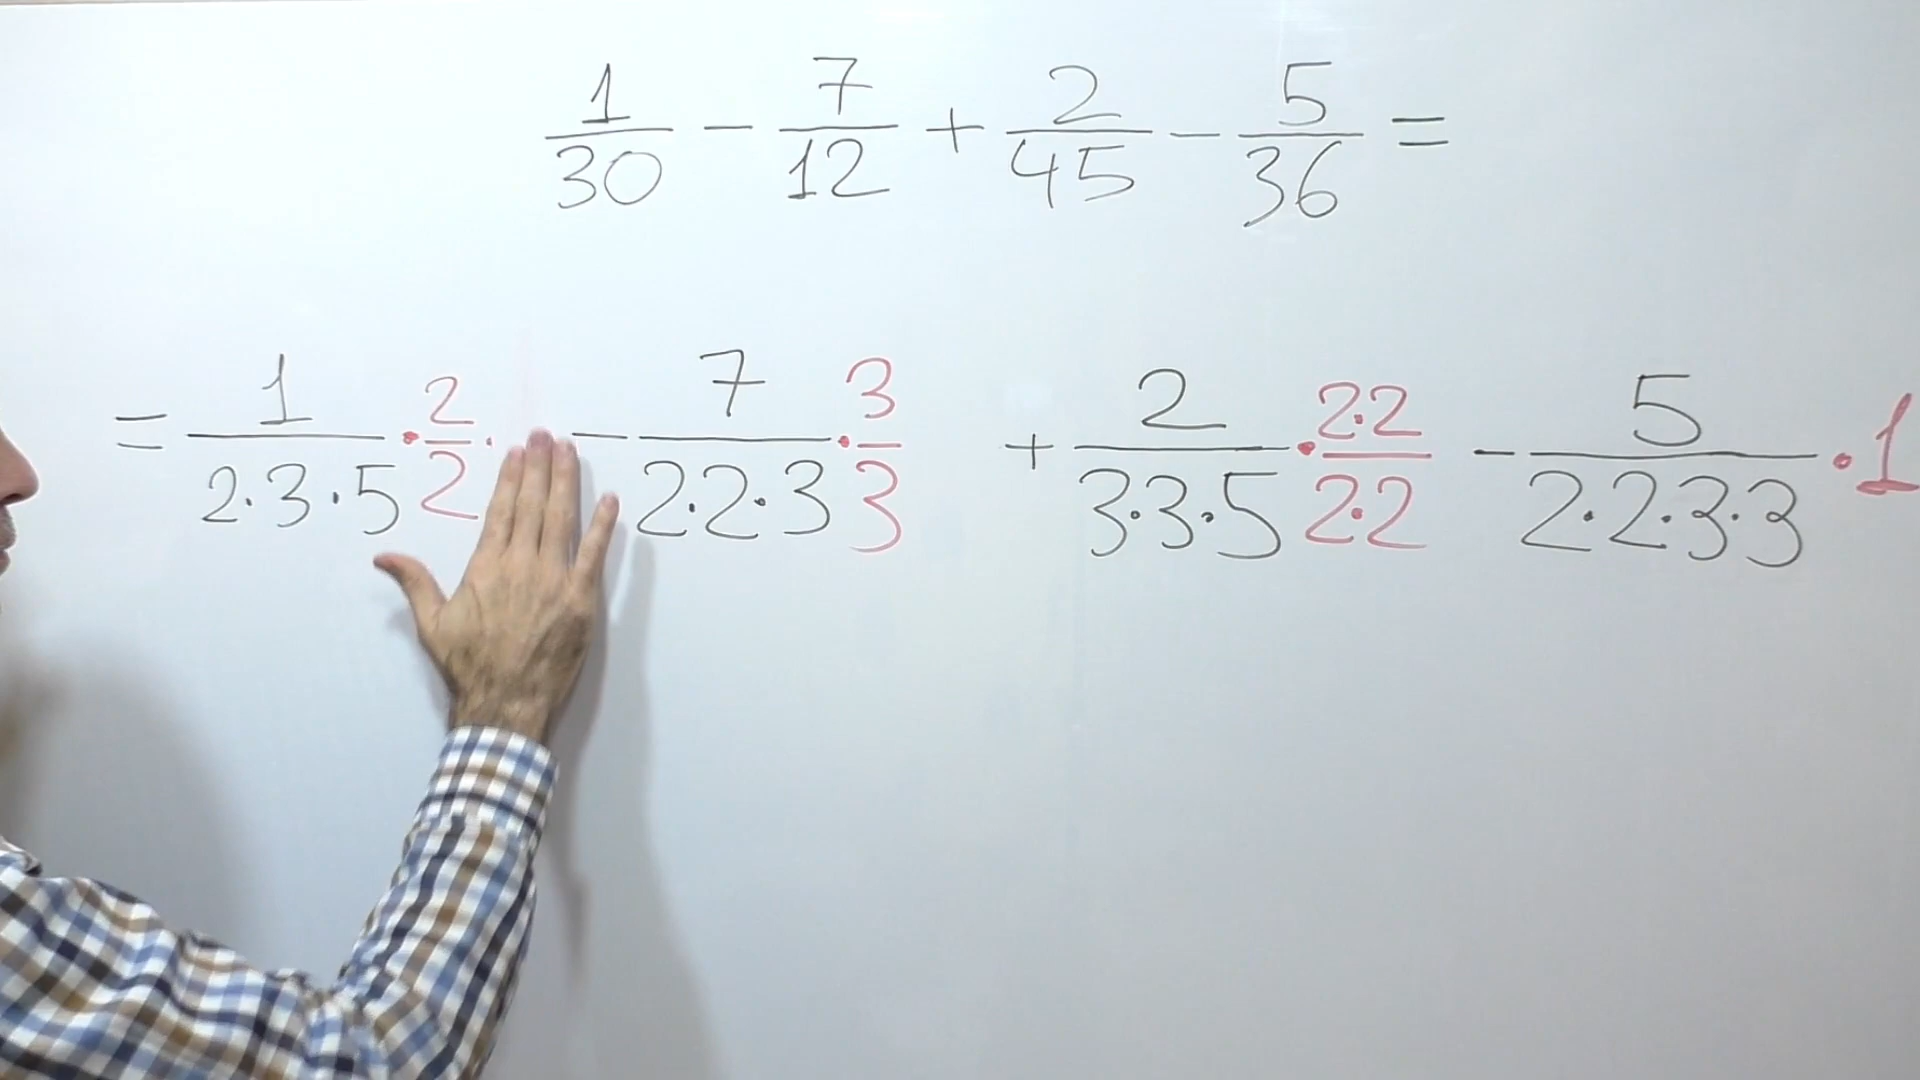 1/30 - 7/12 + 2/45 - 5/36 =
= 1/(2·3·5) · 2/2 · - 7/(2·2·3) · 3/3 + 2/(3·3·5) · (2·2)/(2·2) - 5/(2·2·3·3) · 1